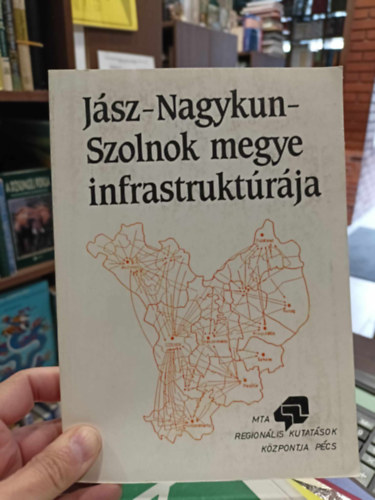 Jász-Nagykun-
Szolnok megye
infrastruktúrája
MTA
REGIONÁLIS KUTATÁSOK
KÖZPONTJA PÉCS